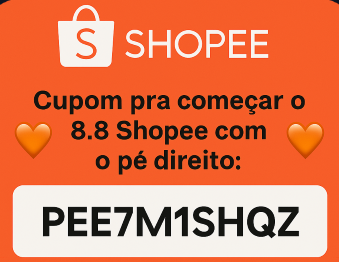 S SHOPEE
Cupom pra começar o
8.8 Shopee com
o pé direito:
PEE7M1SHQZ